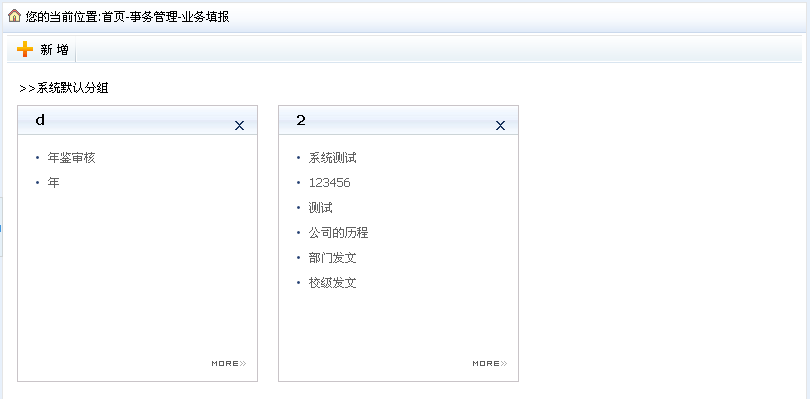 您的当前位置:首页-事务管理-业务填报
新 增
>>系统默认分组
d X
年鉴审核
年
MORE»
2 X
系统测试
123456
测试
公司的历程
部门发文
校级发文
MORE»